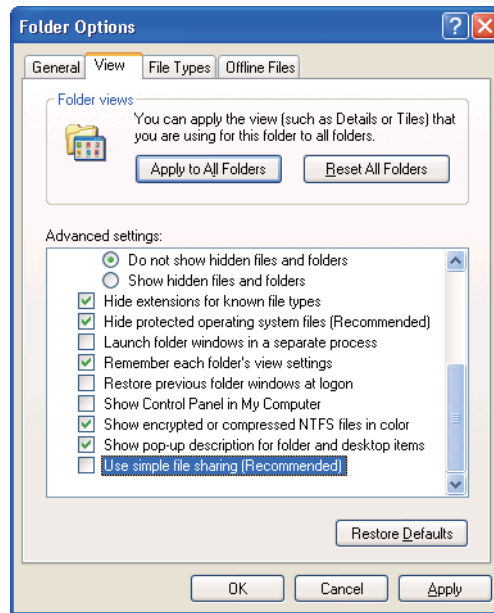 Folder Options
General View File Types Offline Files
Folder views
You can apply the view (such as Details or Tiles) that
you are using for this folder to all folders.
Apply to All Folders Reset All Folders
Advanced settings:
Do not show hidden files and folders
Show hidden files and folders
Hide extensions for known file types
Hide protected operating system files (Recommended)
Launch folder windows in a separate process
Remember each folder's view settings
Restore previous folder windows at logon
Show Control Panel in My Computer
Show encrypted or compressed NTFS files in color
Show pop-up description for folder and desktop items
Use simple file sharing (Recommended)
Restore Defaults
OK Cancel Apply